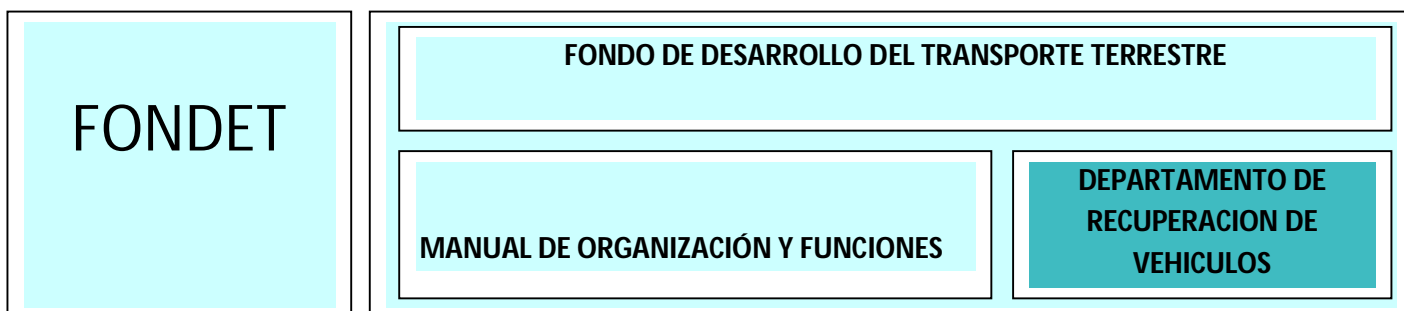 FONDET
FONDO DE DESARROLLO DEL TRANSPORTE TERRESTRE
MANUAL DE ORGANIZACIÓN Y FUNCIONES
DEPARTAMENTO DE
RECUPERACION DE
VEHICULOS